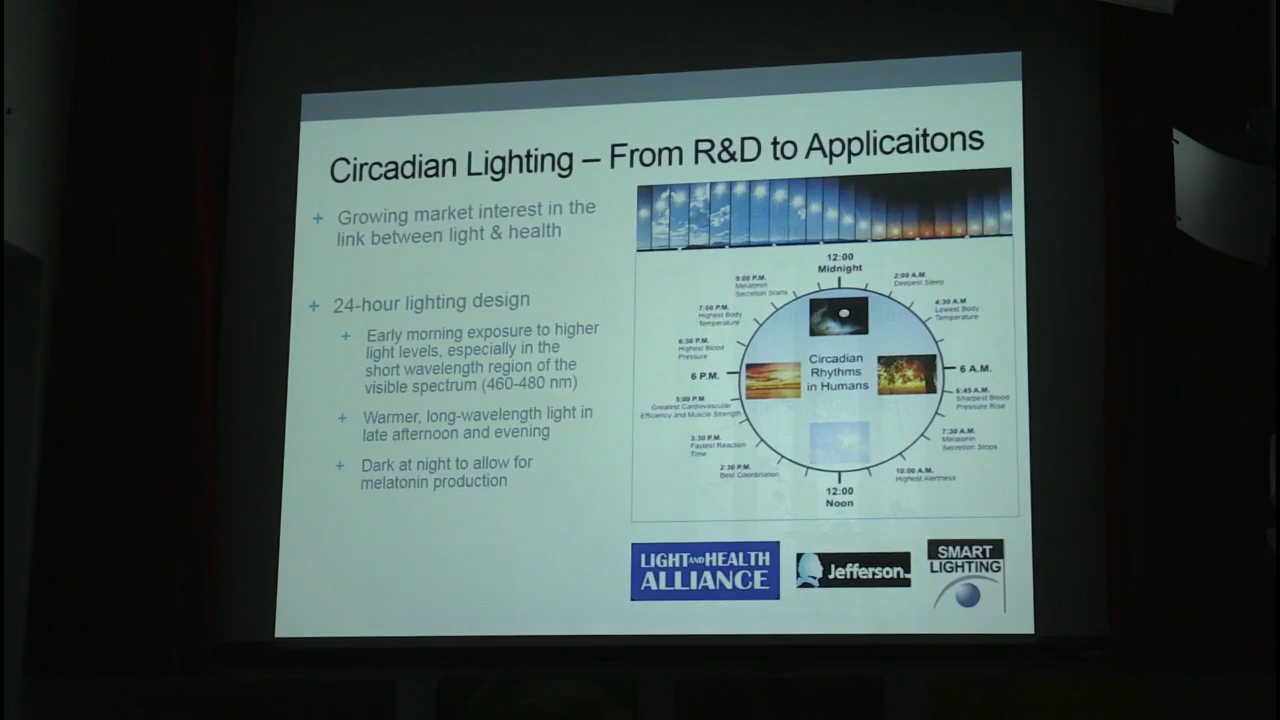 Circadian Lighting – From R&D to Applicaitons
+ Growing market interest in the
link between light & health
+ 24-hour lighting design
+ Early morning exposure to higher
light levels, especially in the
short wavelength region of the
visible spectrum (460-480 nm)
+ Warmer, long-wavelength light in
late afternoon and evening
+ Dark at night to allow for
melatonin production
12:00
Midnight
2:00 A.M.
Deepest Sleep
4:30 A.M.
Lowest Body
Temperature
6 A.M.
6:45 A.M.
Sharpest Blood
Pressure Rise
7:30 A.M.
Melatonin
Secretion Stops
10:00 A.M.
Highest Alertness
12:00
Noon
2:30 P.M.
Best Coordination
3:30 P.M.
Fastest Reaction
Time
5:00 P.M.
Greatest Cardiovascular
Efficiency and Muscle Strength
6 P.M.
6:30 P.M.
Highest Blood
Pressure
7:00 P.M.
Highest Body
Temperature
9:00 P.M.
Melatonin
Secretion Starts
Circadian
Rhythms
in Humans
LIGHT AND HEALTH
ALLIANCE
Jefferson
SMART
LIGHTING